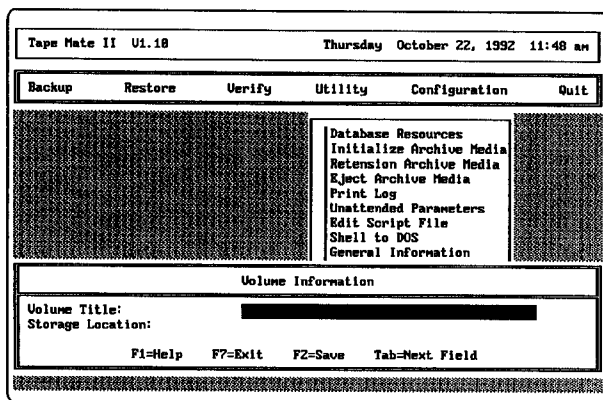 Tape Mate II V1.10 Thursday October 22, 1992 11:48 am
Backup Restore Verify Utility Configuration Quit
Database Resources
Initialize Archive Media
Retension Archive Media
Eject Archive Media
Print Log
Unattended Parameters
Edit Script File
Shell to DOS
General Information
Volume Information
Volume Title:
Storage Location:
F1=Help F7=Exit F2=Save Tab=Next Field